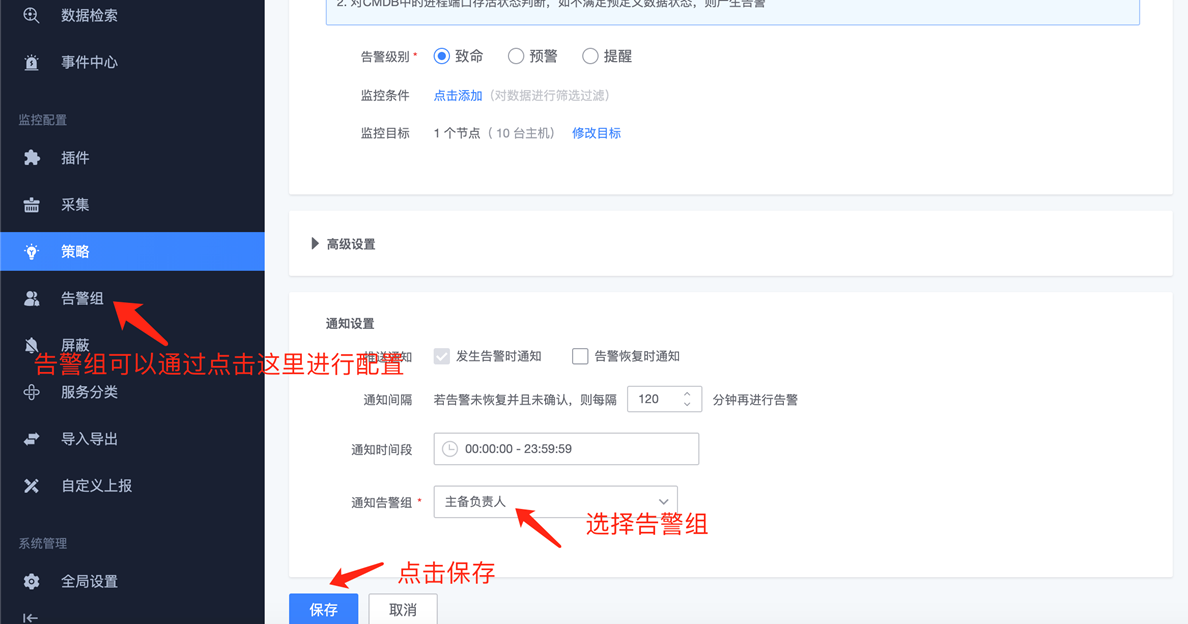 数据检索
事件中心
监控配置
插件
采集
策略
告警组
屏蔽
告警组可以通过点击这里进行配置
服务分类
导入导出
自定义上报
系统管理
全局设置
2. 对CMDB中的进程端口存活状态判断，如不满足预定义数据状态，则产生告警
告警级别 * 致命 预警 提醒
监控条件 点击添加 (对数据进行筛选过滤)
监控目标 1 个节点 ( 10 台主机) 修改目标
高级设置
通知设置
推送通知 发生告警时通知 告警恢复时通知
通知间隔 若告警未恢复并且未确认，则每隔 120 分钟再进行告警
通知时间段 00:00:00 - 23:59:59
通知告警组 * 主备负责人
选择告警组
点击保存
保存 取消